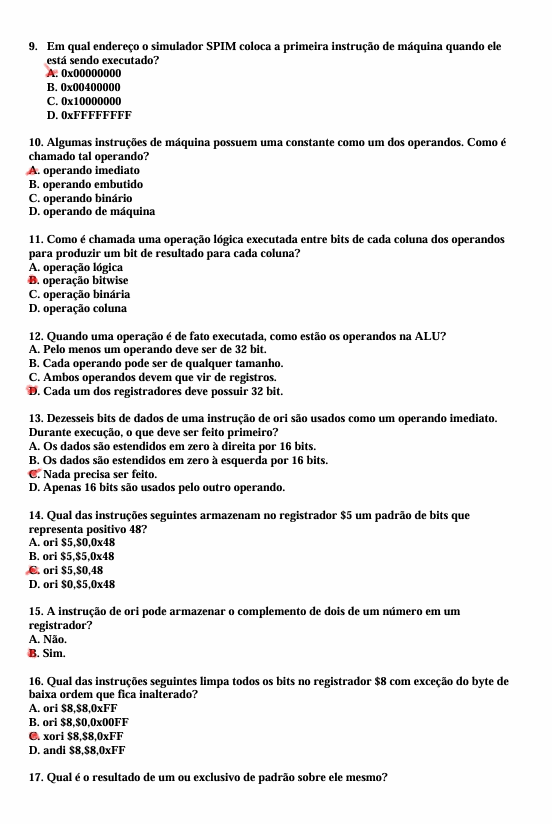 9. Em qual endereço o simulador SPIM coloca a primeira instrução de máquina quando ele
está sendo executado?
A. 0x00000000
B. 0x00400000
C. 0x10000000
D. 0xFFFFFFFF
10. Algumas instruções de máquina possuem uma constante como um dos operandos. Como é
chamado tal operando?
A. operando imediato
B. operando embutido
C. operando binário
D. operando de máquina
11. Como é chamada uma operação lógica executada entre bits de cada coluna dos operandos
para produzir um bit de resultado para cada coluna?
A. operação lógica
B. operação bitwise
C. operação binária
D. operação coluna
12. Quando uma operação é de fato executada, como estão os operandos na ALU?
A. Pelo menos um operando deve ser de 32 bit.
B. Cada operando pode ser de qualquer tamanho.
C. Ambos operandos devem que vir de registros.
D. Cada um dos registradores deve possuir 32 bit.
13. Dezesseis bits de dados de uma instrução de ori são usados como um operando imediato.
Durante execução, o que deve ser feito primeiro?
A. Os dados são estendidos em zero à direita por 16 bits.
B. Os dados são estendidos em zero à esquerda por 16 bits.
C. Nada precisa ser feito.
D. Apenas 16 bits são usados pelo outro operando.
14. Qual das instruções seguintes armazenam no registrador $5 um padrão de bits que
representa positivo 48?
A. ori $5,$0,0x48
B. ori $5,$5,0x48
C. ori $5,$0,48
D. ori $0,$5,0x48
15. A instrução de ori pode armazenar o complemento de dois de um número em um
registrador?
A. Não.
B. Sim.
16. Qual das instruções seguintes limpa todos os bits no registrador $8 com exceção do byte de
baixa ordem que fica inalterado?
A. ori $8,$8,0xFF
B. ori $8,$0,0x00FF
C. xori $8,$8,0xFF
D. andi $8,$8,0xFF
17. Qual é o resultado de um ou exclusivo de padrão sobre ele mesmo?